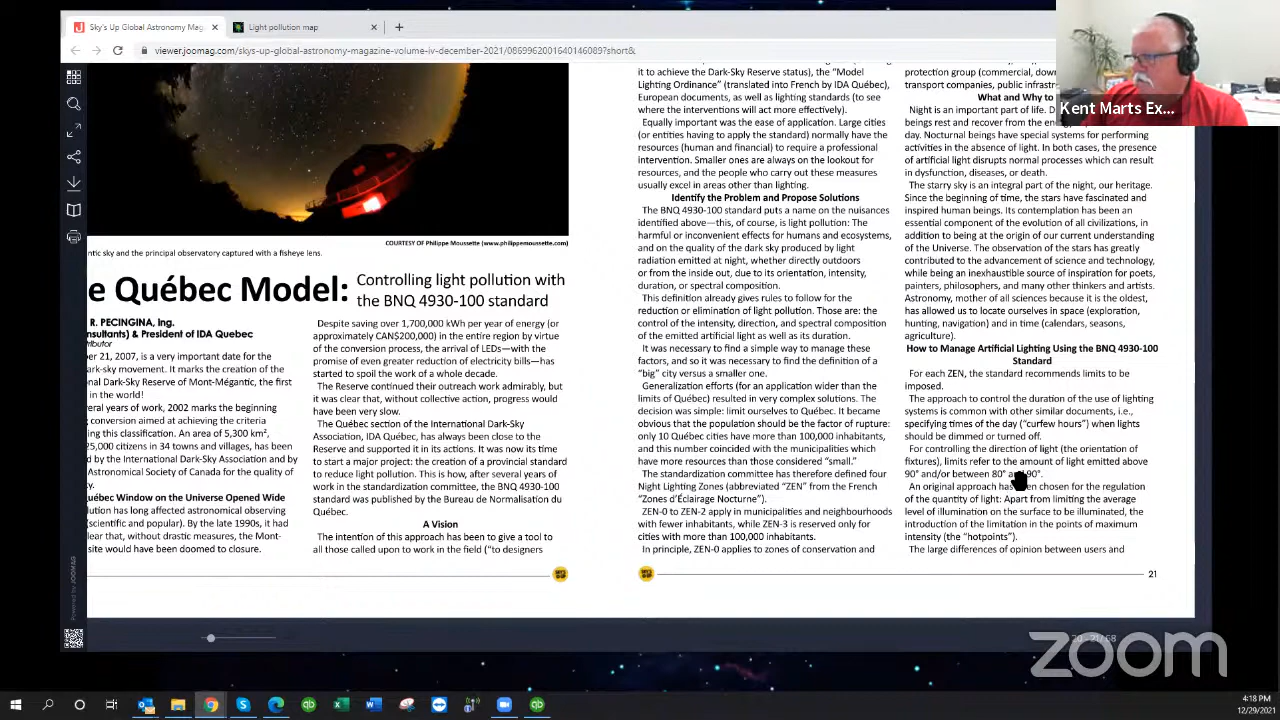 Sky's Up Global Astronomy Mag
Light pollution map
viewer.joomag.com/skys-up-global-astronomy-magazine-volume-iv-december-2021/0869962001640146089?short&
Kent Marts Ex...
COURTESY OF Philippe Moussette (www.philippemoussette.com)
ntic sky and the principal observatory captured with a fisheye lens.
e Québec Model:
Controlling light pollution with
the BNQ 4930-100 standard
R. PECINGINA, ing.
nsultants) & President of IDA Quebec
tributor
ber 21, 2007, is a very important date for the
ark-sky movement. It marks the creation of the
nal Dark-Sky Reserve of Mont-Mégantic, the first
in the world!
veral years of work, 2002 marks the beginning
g conversion aimed at achieving the criteria
ing this classification. An area of 5,300 km²,
25,000 citizens in 34 towns and villages, has been
d by the International Dark-Sky Association and by
Astronomical Society of Canada for the quality of
y.
uébec Window on the Universe Opened Wide
lution has long affected astronomical observing
(scientific and popular). By the late 1990s, it had
lear that, without drastic measures, the Mont-
site would have been doomed to closure.
Despite saving over 1,700,000 kWh per year of energy (or
approximately CAN$200,000) in the entire region by virtue
of the conversion process, the arrival of LEDs—with the
promise of even greater reduction of electricity bills—has
started to spoil the work of a whole decade.
The Reserve continued their outreach work admirably, but
it was clear that, without collective action, progress would
have been very slow.
The Québec section of the International Dark-Sky
Association, IDA Québec, has always been close to the
Reserve and supported it in its actions. It was now its time
to start a major project: the creation of a provincial standard
to reduce light pollution. This is how, after several years of
work in the standardization committee, the BNQ 4930-100
standard was published by the Bureau de Normalisation du
Québec.
A Vision
The intention of this approach has been to give a tool to
all those called upon to work in the field ("to designers
it to achieve the Dark-Sky Reserve status), the "Model
Lighting Ordinance" (translated into French by IDA Québec),
European documents, as well as lighting standards (to see
where the interventions will act more effectively).
Equally important was the ease of application. Large cities
(or entities having to apply the standard) normally have the
resources (human and financial) to require a professional
intervention. Smaller ones are always on the lookout for
resources, and the people who carry out these measures
usually excel in areas other than lighting.
Identify the Problem and Propose Solutions
The BNQ 4930-100 standard puts a name on the nuisances
identified above—this, of course, is light pollution: The
harmful or inconvenient effects for humans and ecosystems,
and on the quality of the dark sky produced by light
radiation emitted at night, whether directly outdoors
or from the inside out, due to its orientation, intensity,
duration, or spectral composition.
This definition already gives rules to follow for the
reduction or elimination of light pollution. Those are: the
control of the intensity, direction, and spectral composition
of the emitted artificial light as well as its duration.
It was necessary to find a simple way to manage these
factors, and so it was necessary to find the definition of a
"big" city versus a smaller one.
Generalization efforts (for an application wider than the
limits of Québec) resulted in very complex solutions. The
decision was simple: limit ourselves to Québec. It became
obvious that the population should be the factor of rupture:
only 10 Québec cities have more than 100,000 inhabitants,
and this number coincided with the municipalities which
have more resources than those considered "small."
The standardization committee has therefore defined four
Night Lighting Zones (abbreviated "ZEN" from the French
"Zones d'Éclairage Nocturne").
ZEN-0 to ZEN-2 apply in municipalities and neighbourhoods
with fewer inhabitants, while ZEN-3 is reserved only for
cities with more than 100,000 inhabitants.
In principle, ZEN-0 applies to zones of conservation and
protection group (commercial, dow
transport companies, public infrastr
What and Why to
Night is an important part of life. D
beings rest and recover from the en
day. Nocturnal beings have special systems for performing
activities in the absence of light. In both cases, the presence
of artificial light disrupts normal processes which can result
in dysfunction, diseases, or death.
The starry sky is an integral part of the night, our heritage.
Since the beginning of time, the stars have fascinated and
inspired human beings. Its contemplation has been an
essential component of the evolution of all civilizations, in
addition to being at the origin of our current understanding
of the Universe. The observation of the stars has greatly
contributed to the advancement of science and technology,
while being an inexhaustible source of inspiration for poets,
painters, philosophers, and many other thinkers and artists.
Astronomy, mother of all sciences because it is the oldest,
has allowed us to locate ourselves in space (exploration,
hunting, navigation) and in time (calendars, seasons,
agriculture).
How to Manage Artificial Lighting Using the BNQ 4930-100
Standard
For each ZEN, the standard recommends limits to be
imposed.
The approach to control the duration of the use of lighting
systems is common with other similar documents, i.e.,
specifying times of the day ("curfew hours") when lights
should be dimmed or turned off.
For controlling the direction of light (the orientation of
fixtures), limits refer to the amount of light emitted above
90° and/or between 80° and 90°.
An original approach has been chosen for the regulation
of the quantity of light: Apart from limiting the average
level of illumination on the surface to be illuminated, the
introduction of the limitation in the points of maximum
intensity (the "hotpoints").
The large differences of opinion between users and
21
Powered by JOOMAG
20 - 21/68
zoom
4:18 PM
12/29/2021